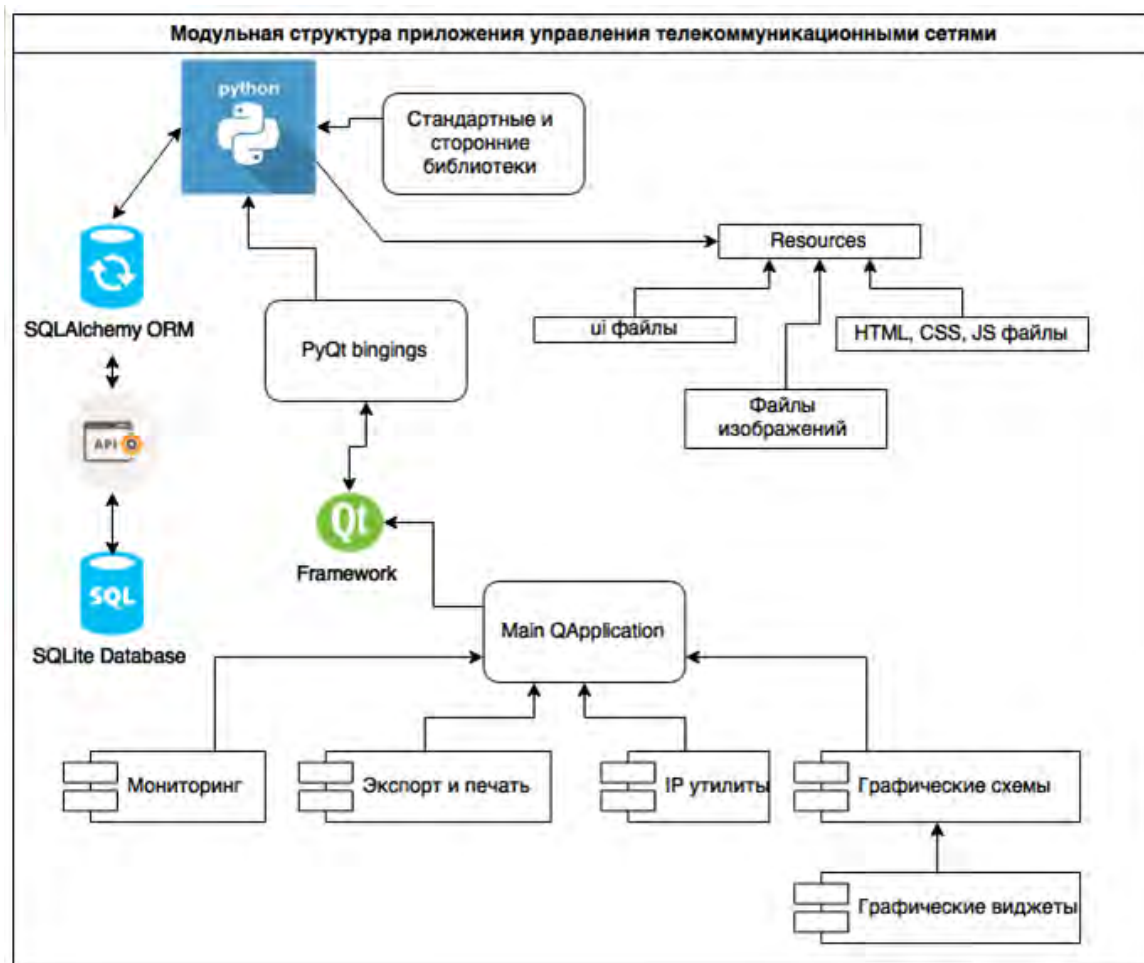 Модульная структура приложения управления телекоммуникационными сетями
python
Стандартные и
сторонние
библиотеки
Resources
ui файлы
HTML, CSS, JS файлы
Файлы
изображений
SQLAlchemy ORM
PyQt bingings
API
Qt
Framework
SQL
SQLite Database
Main QApplication
Мониторинг
Экспорт и печать
IP утилиты
Графические схемы
Графические виджеты